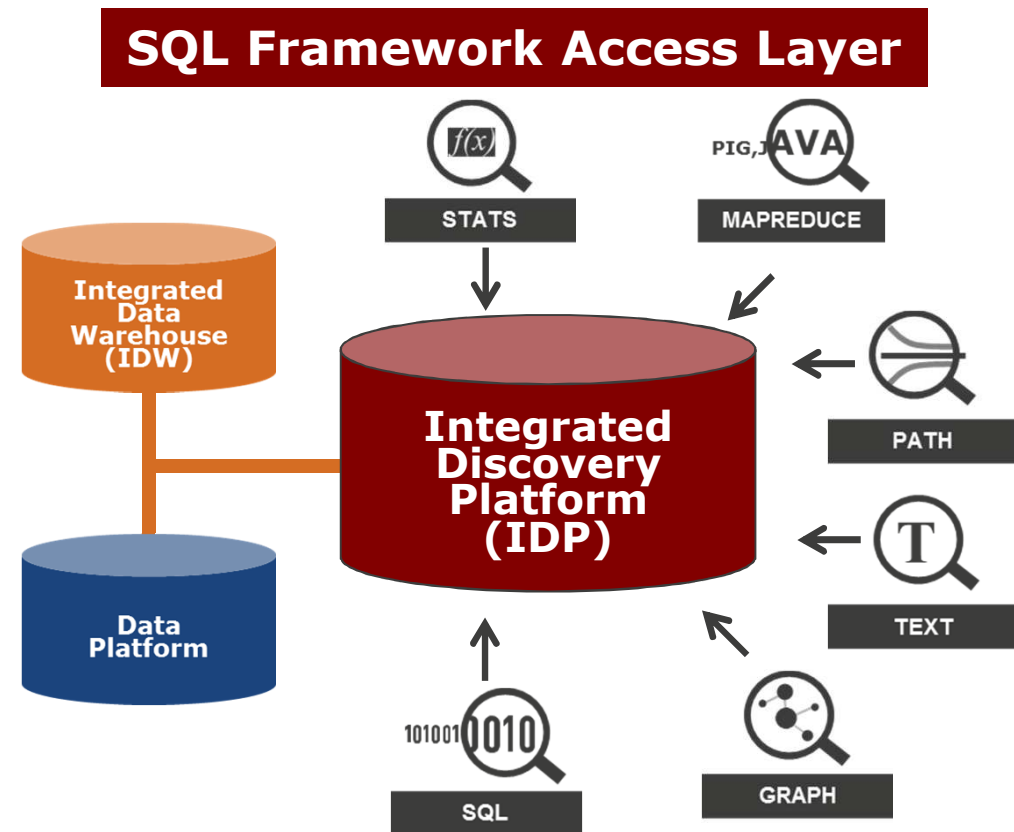 SQL Framework Access Layer
f(x)
STATS
PIG,JAVA
MAPREDUCE
Integrated
Data
Warehouse
(IDW)
Integrated
Discovery
Platform
(IDP)
PATH
T
TEXT
Data
Platform
101001010
SQL
GRAPH